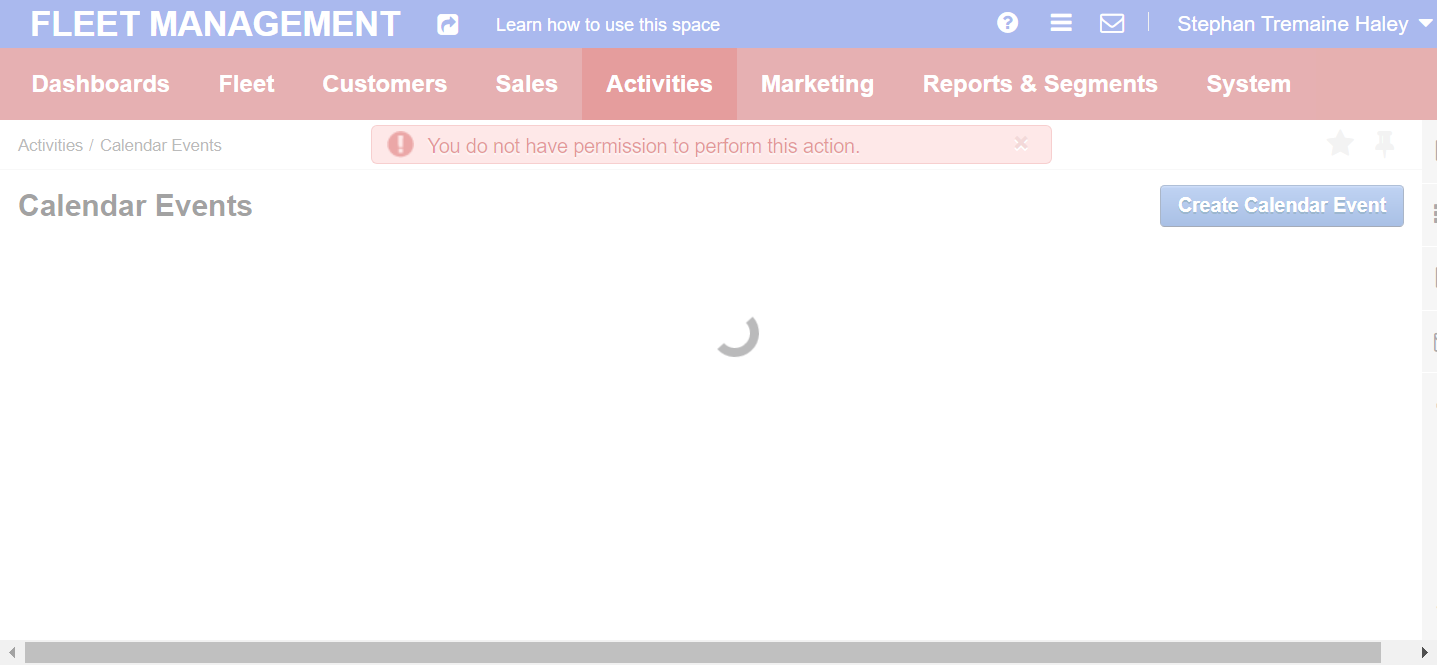 FLEET MANAGEMENT
Learn how to use this space
Stephan Tremaine Haley
Dashboards Fleet Customers Sales Activities Marketing Reports & Segments System
Activities / Calendar Events
You do not have permission to perform this action.
Calendar Events
Create Calendar Event